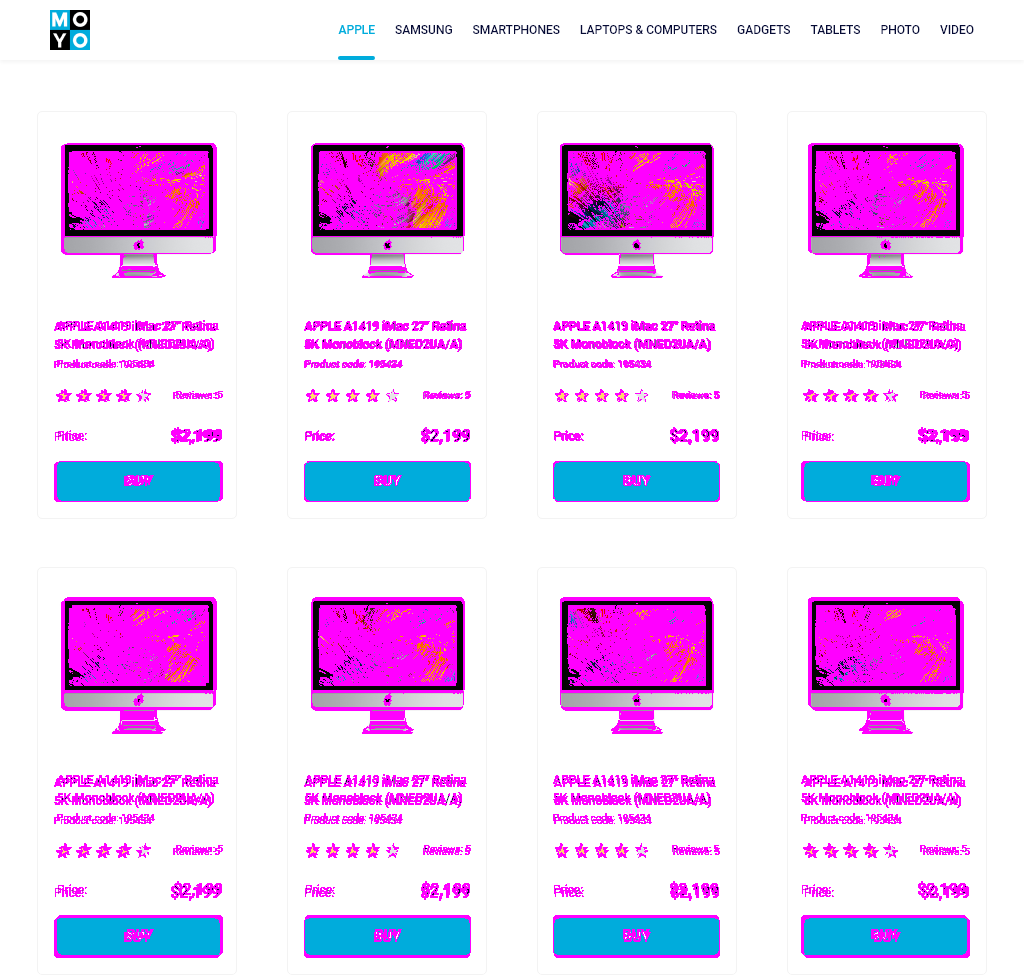 MO
YO
APPLE SAMSUNG SMARTPHONES LAPTOPS & COMPUTERS GADGETS TABLETS PHOTO VIDEO
APPLE A1419 iMac 27" Retina APPLE A1419 iMac 27" Retina APPLE A1419 iMac 27" Retina APPLE A1419 iMac 27" Retina
5K Monoblock (MNED2UA/A) 5K Monoblock (MNED2UA/A) 5K Monoblock (MNED2UA/A) 5K Monoblock (MNED2UA/A)
Product code: 195434 Product code: 195434 Product code: 195434 Product code: 195434
Reviews: 5 Reviews: 5 Reviews: 5 Reviews: 5
Price: $2,199 Price: $2,199 Price: $2,199 Price: $2,199
BUY BUY BUY BUY
APPLE A1419 iMac 27" Retina APPLE A1419 iMac 27" Retina APPLE A1419 iMac 27" Retina APPLE A1419 iMac 27" Retina
5K Monoblock (MNED2UA/A) 5K Monoblock (MNED2UA/A) 5K Monoblock (MNED2UA/A) 5K Monoblock (MNED2UA/A)
Product code: 195434 Product code: 195434 Product code: 195434 Product code: 195434
Reviews: 5 Reviews: 5 Reviews: 5 Reviews: 5
Price: $2,199 Price: $2,199 Price: $2,199 Price: $2,199
BUY BUY BUY BUY